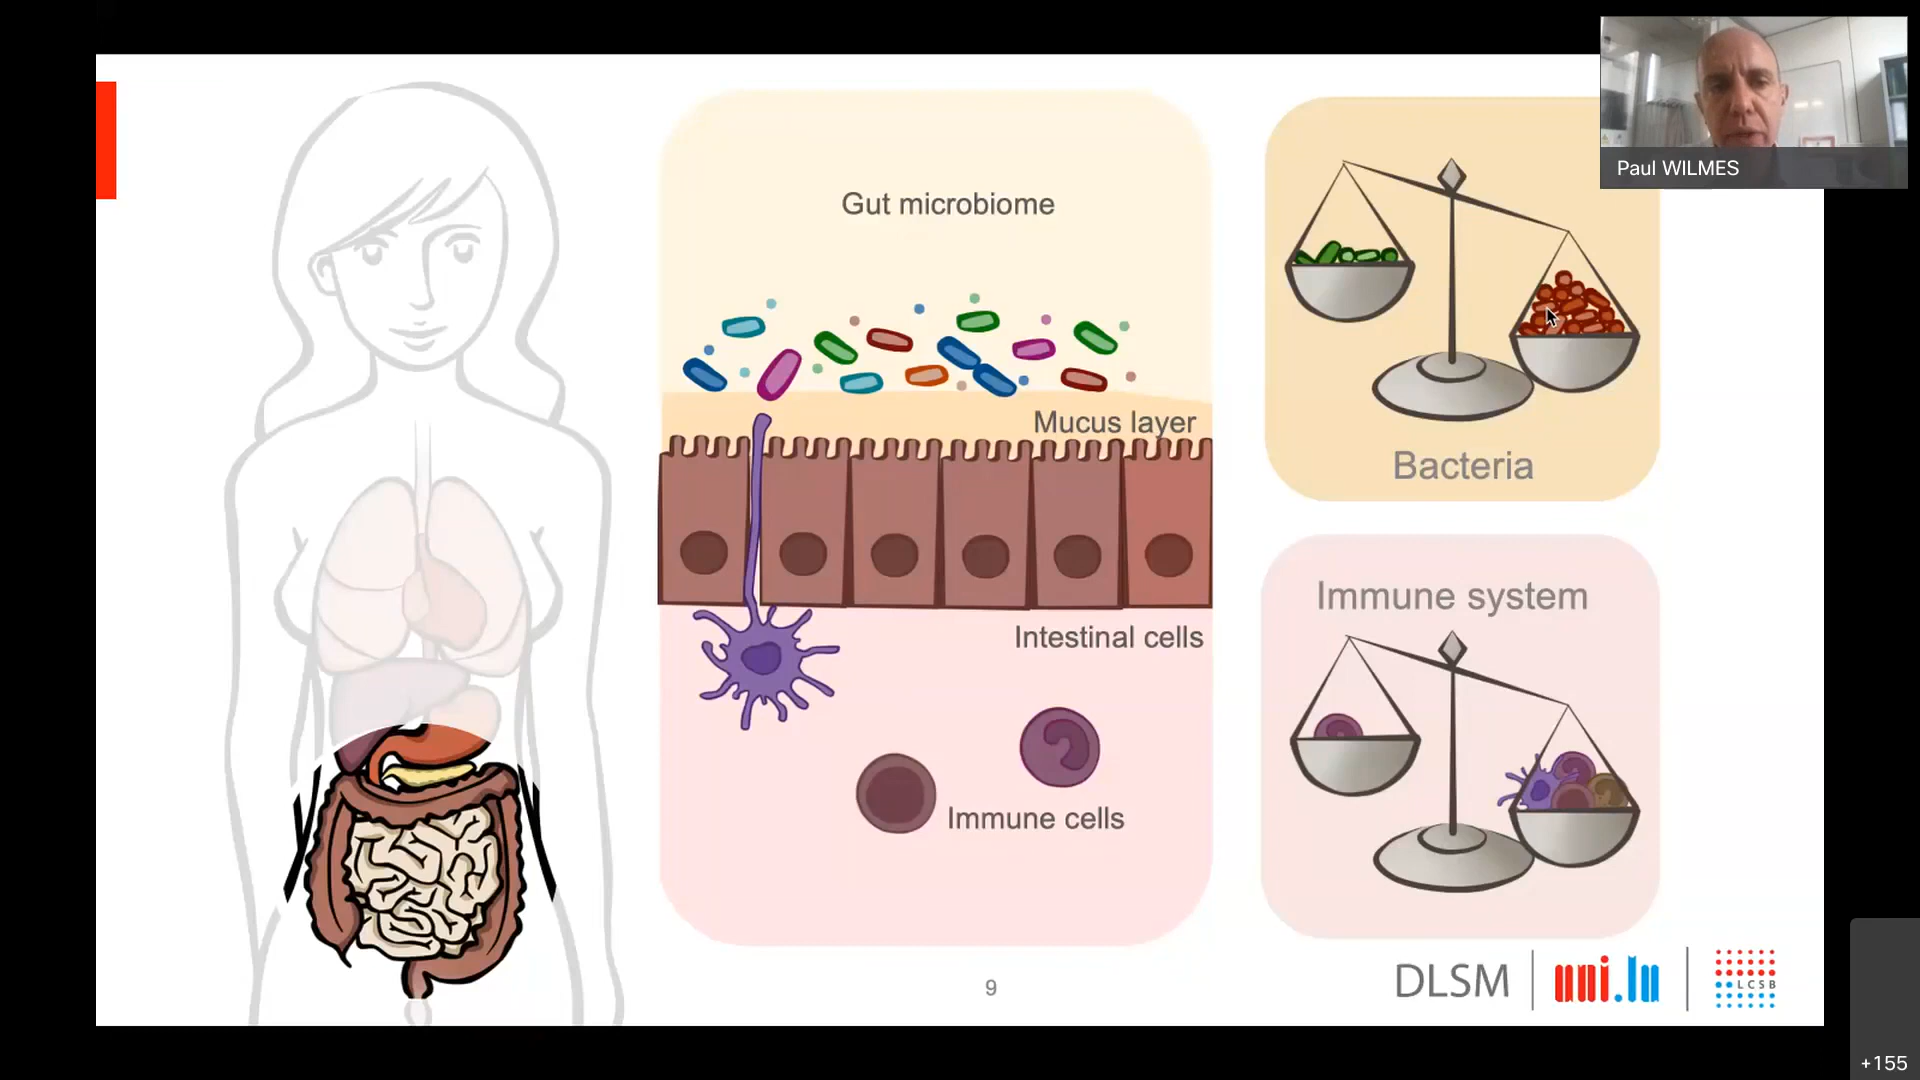 Paul WILMES
Gut microbiome
Mucus layer
Bacteria
Immune system
Intestinal cells
Immune cells
9
DLSM
uni.lu
LCSB
+155